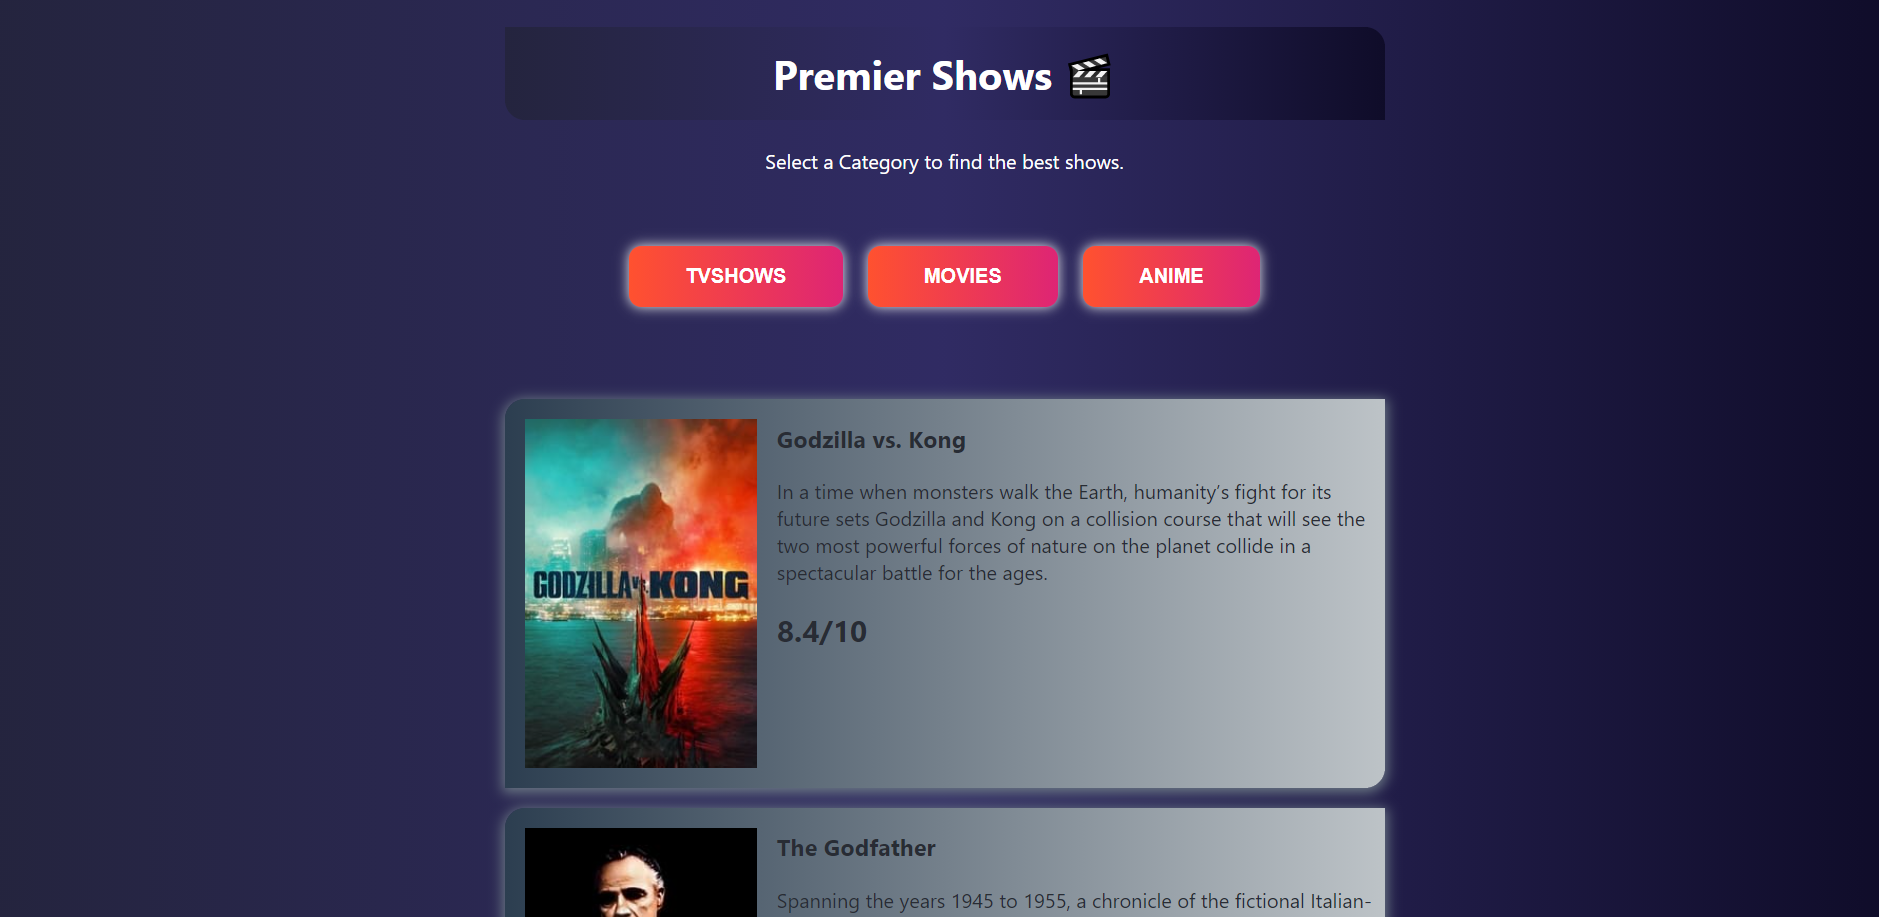 Premier Shows 🎬
Select a Category to find the best shows.
TVSHOWS
MOVIES
ANIME
GODZILLA vs. KONG
Godzilla vs. Kong
In a time when monsters walk the Earth, humanity’s fight for its
future sets Godzilla and Kong on a collision course that will see the
two most powerful forces of nature on the planet collide in a
spectacular battle for the ages.
8.4/10
The Godfather
Spanning the years 1945 to 1955, a chronicle of the fictional Italian-